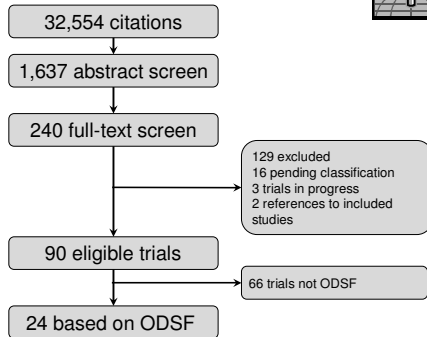 32,554 citations
1,637 abstract screen
240 full-text screen
129 excluded
16 pending classification
3 trials in progress
2 references to included
studies
90 eligible trials
66 trials not ODSF
24 based on ODSF